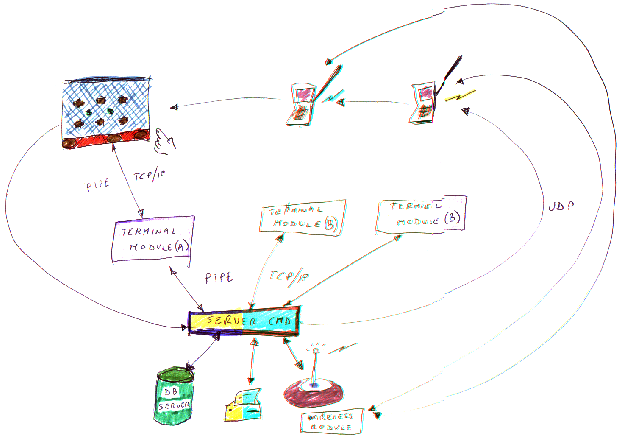 PIPE
TCP/IP
TERMINAL
MODULE (A)
TERMINAL
MODULE (B)
TERMINAL
MODULE (B)
UDP
PIPE
TCP/IP
SERVER CMD
DB
SERVER
WIRELESS
MODULE